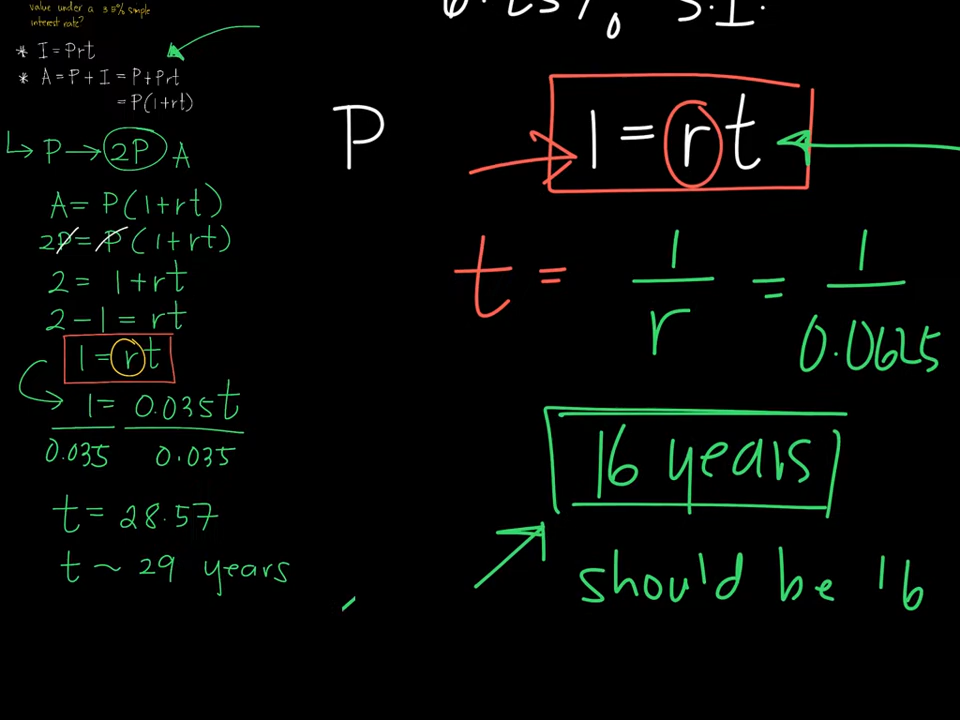 value under a 3.5% simple
interest rate?
* I = Prt
* A = P + I = P + Prt
= P(1+rt)
↳ P → 2P A
A = P(1+rt)
2P = P(1+rt)
2 = 1+rt
2-1 = rt
1 = rt
1 = 0.035t
0.035 0.035
t = 28.57
t ~ 29 years
S.I.
P 1 = rt
t = 1/r = 1/0.0625
16 years
should be 16